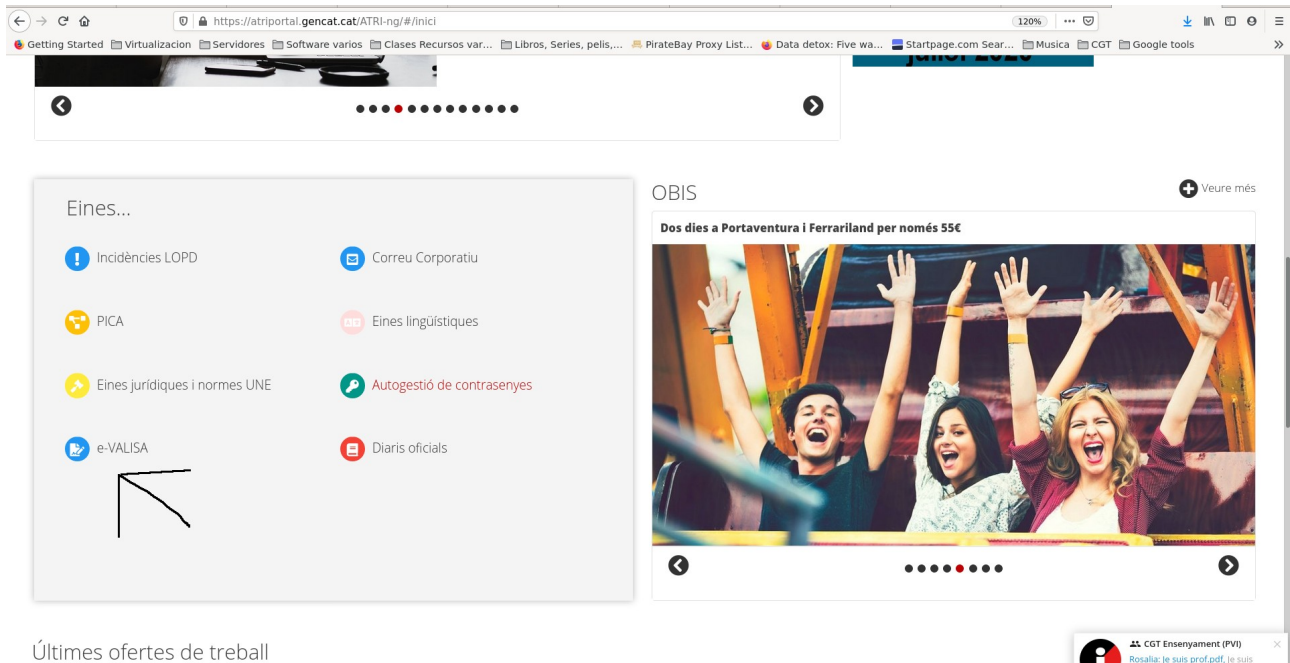 https://atriportal.gencat.cat/ATRI-ng/#/inici
120%
Getting Started Virtualizacion Servidores Software varios Clases Recursos var... Libros, Series, pelis,... PirateBay Proxy List... Data detox: Five wa... Startpage.com Sear... Musica CGT Google tools
juliol 2020
Eines...
Incidències LOPD
Correu Corporatiu
PICA
Eines lingüístiques
Eines jurídiques i normes UNE
Autogestió de contrasenyes
e-VALISA
Diaris oficials
OBIS
Veure més
Dos dies a Portaventura i Ferrariland per només 55€
Últimes ofertes de treball
CGT Ensenyament (PVI)
Rosalia: Je suis prof.pdf, Je suis